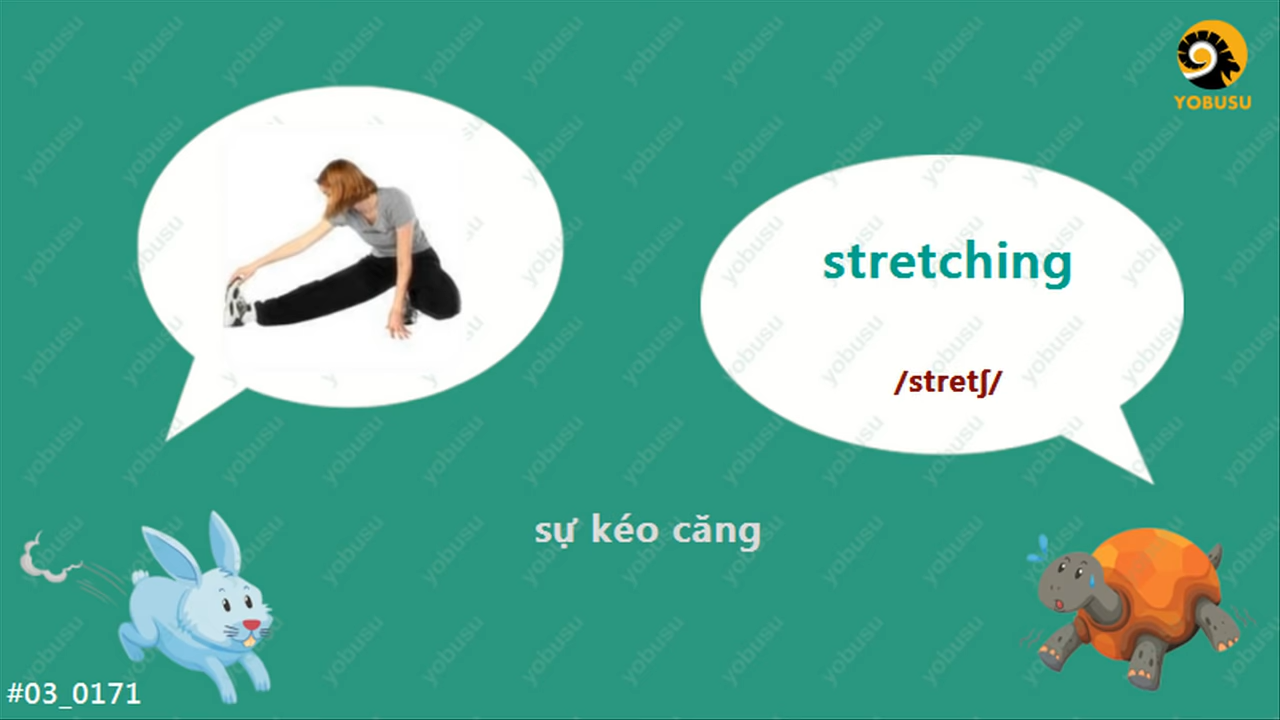 YOBUSU
stretching
/stretʃ/
sự kéo căng
#03_0171